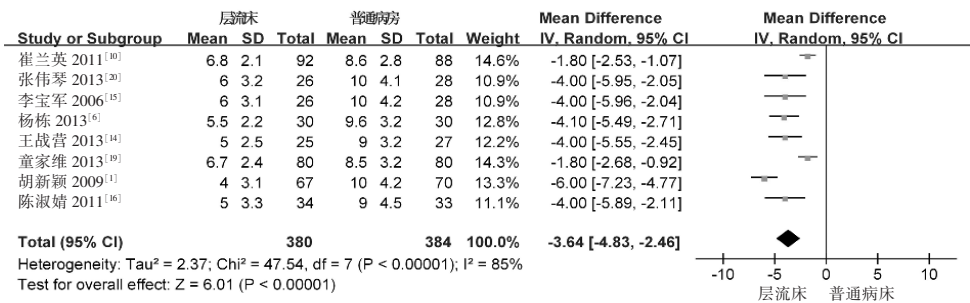 层流床 普通病房 Mean Difference Mean Difference
Study or Subgroup Mean SD Total Mean SD Total Weight IV, Random, 95% CI IV, Random, 95% CI
崔兰英 2011[10] 6.8 2.1 92 8.6 2.8 88 14.6% -1.80 [-2.53, -1.07]
张伟琴 2013[20] 6 3.2 26 10 4.1 28 10.9% -4.00 [-5.95, -2.05]
李宝军 2006[15] 6 3.1 26 10 4.2 28 10.9% -4.00 [-5.96, -2.04]
杨栋 2013[6] 5.5 2.2 30 9.6 3.2 30 12.8% -4.10 [-5.49, -2.71]
王战营 2013[14] 5 2.5 25 9 3.2 27 12.1% -4.00 [-5.55, -2.45]
童家维 2013[19] 6.7 2.4 80 8.5 3.2 80 14.3% -1.80 [-2.68, -0.92]
胡新颖 2009[1] 4 3.1 67 10 4.2 70 13.3% -6.00 [-7.23, -4.77]
陈淑婧 2011[16] 5 3.3 34 9 4.5 33 11.1% -4.00 [-5.89, -2.11]
Total (95% CI) 380 384 100.0% -3.64 [-4.83, -2.46]
Heterogeneity: Tau² = 2.37; Chi² = 47.54, df = 7 (P < 0.00001); I² = 85%
Test for overall effect: Z = 6.01 (P < 0.00001)
-10 -5 0 5 10
层流床 普通病床